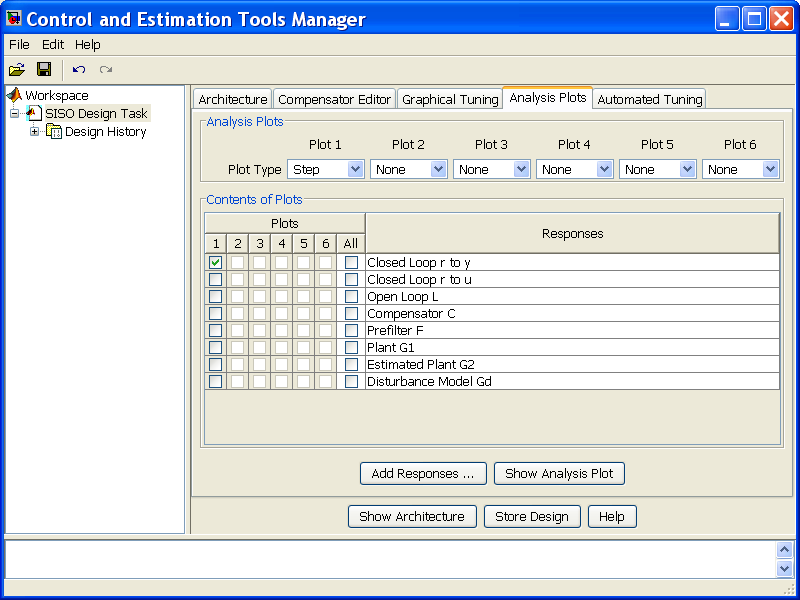 Control and Estimation Tools Manager
File Edit Help
Workspace
SISO Design Task
Design History
Architecture Compensator Editor Graphical Tuning Analysis Plots Automated Tuning
Analysis Plots
Plot 1 Plot 2 Plot 3 Plot 4 Plot 5 Plot 6
Plot Type Step None None None None None
Contents of Plots
Plots
Responses
1 2 3 4 5 6 All
Closed Loop r to y
Closed Loop r to u
Open Loop L
Compensator C
Prefilter F
Plant G1
Estimated Plant G2
Disturbance Model Gd
Add Responses ... Show Analysis Plot
Show Architecture Store Design Help